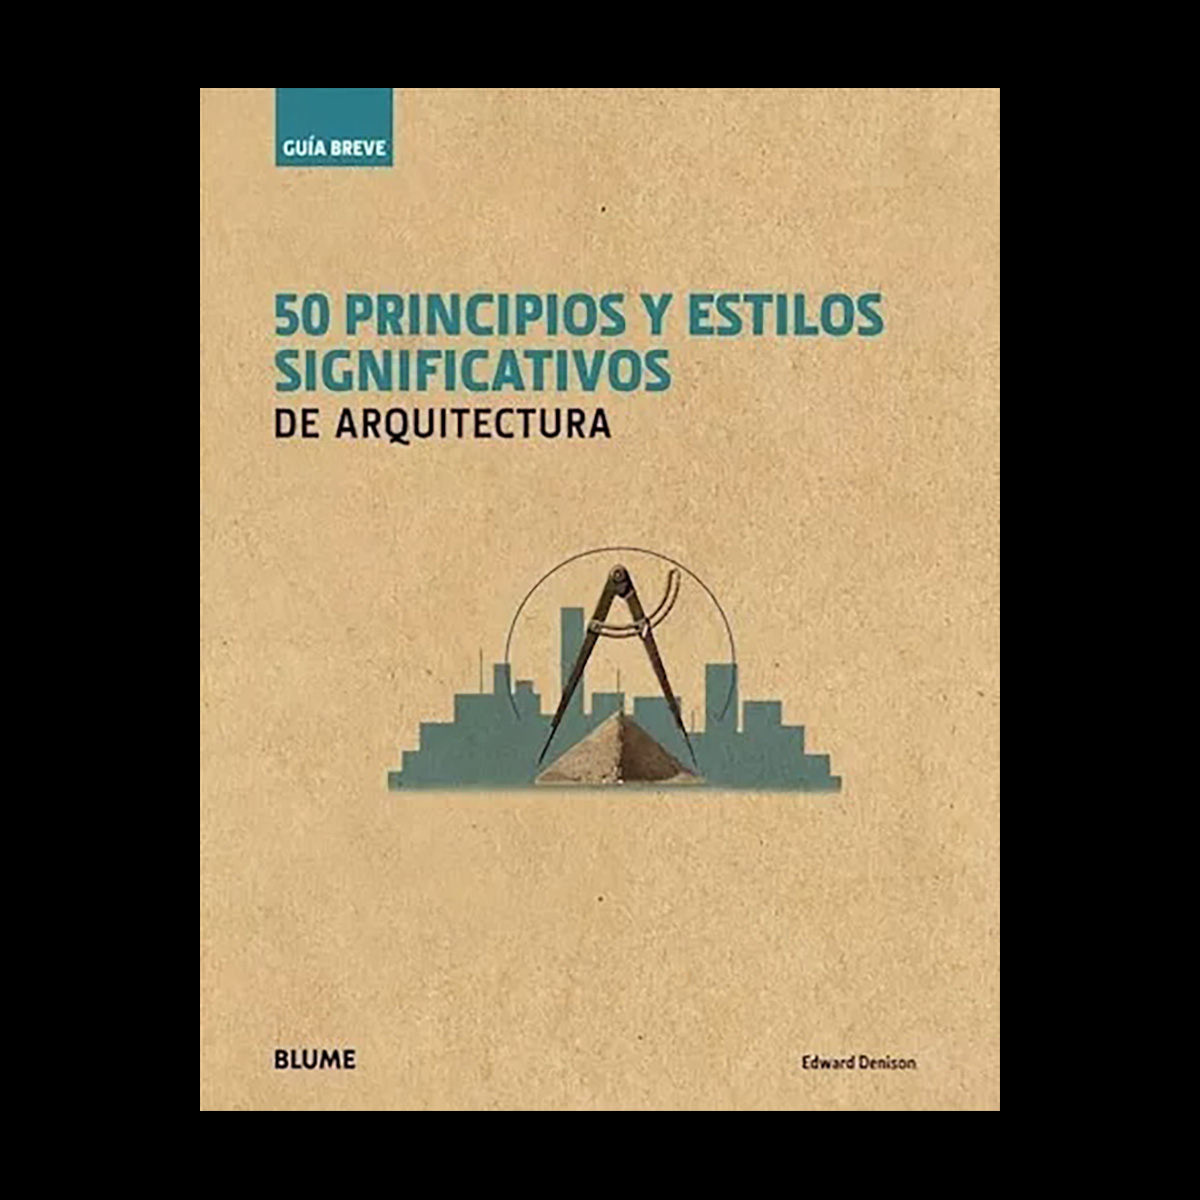 GUÍA BREVE
50 PRINCIPIOS Y ESTILOS
SIGNIFICATIVOS
DE ARQUITECTURA
BLUME
Edward Denison